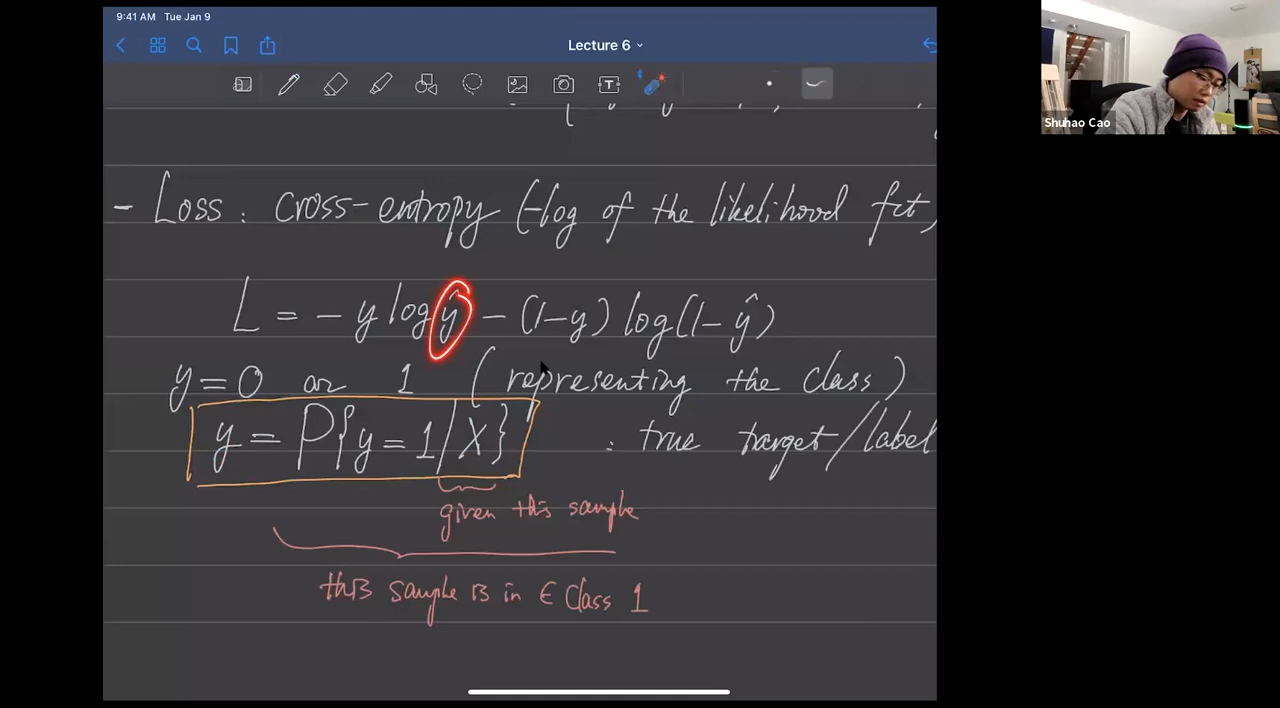 9:41 AM Tue Jan 9
Lecture 6
Shuhao Cao
- Loss: cross-entropy (-log of the likelihood fct,
L = - y log ŷ - (1-y) log(1- ŷ)
y = 0 or 1 (representing the class)
y = P{y = 1 | X} : true target/label
given this sample
this sample is in ∈ Class 1